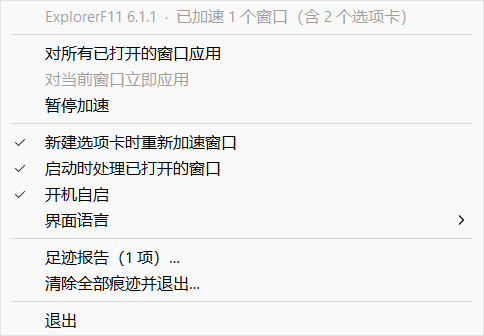 ExplorerF11 6.1.1 · 已加速 1 个窗口（含 2 个选项卡）
对所有已打开的窗口应用
对当前窗口立即应用
暂停加速
新建选项卡时重新加速窗口
启动时处理已打开的窗口
开机自启
界面语言
足迹报告（1 项）...
清除全部痕迹并退出...
退出